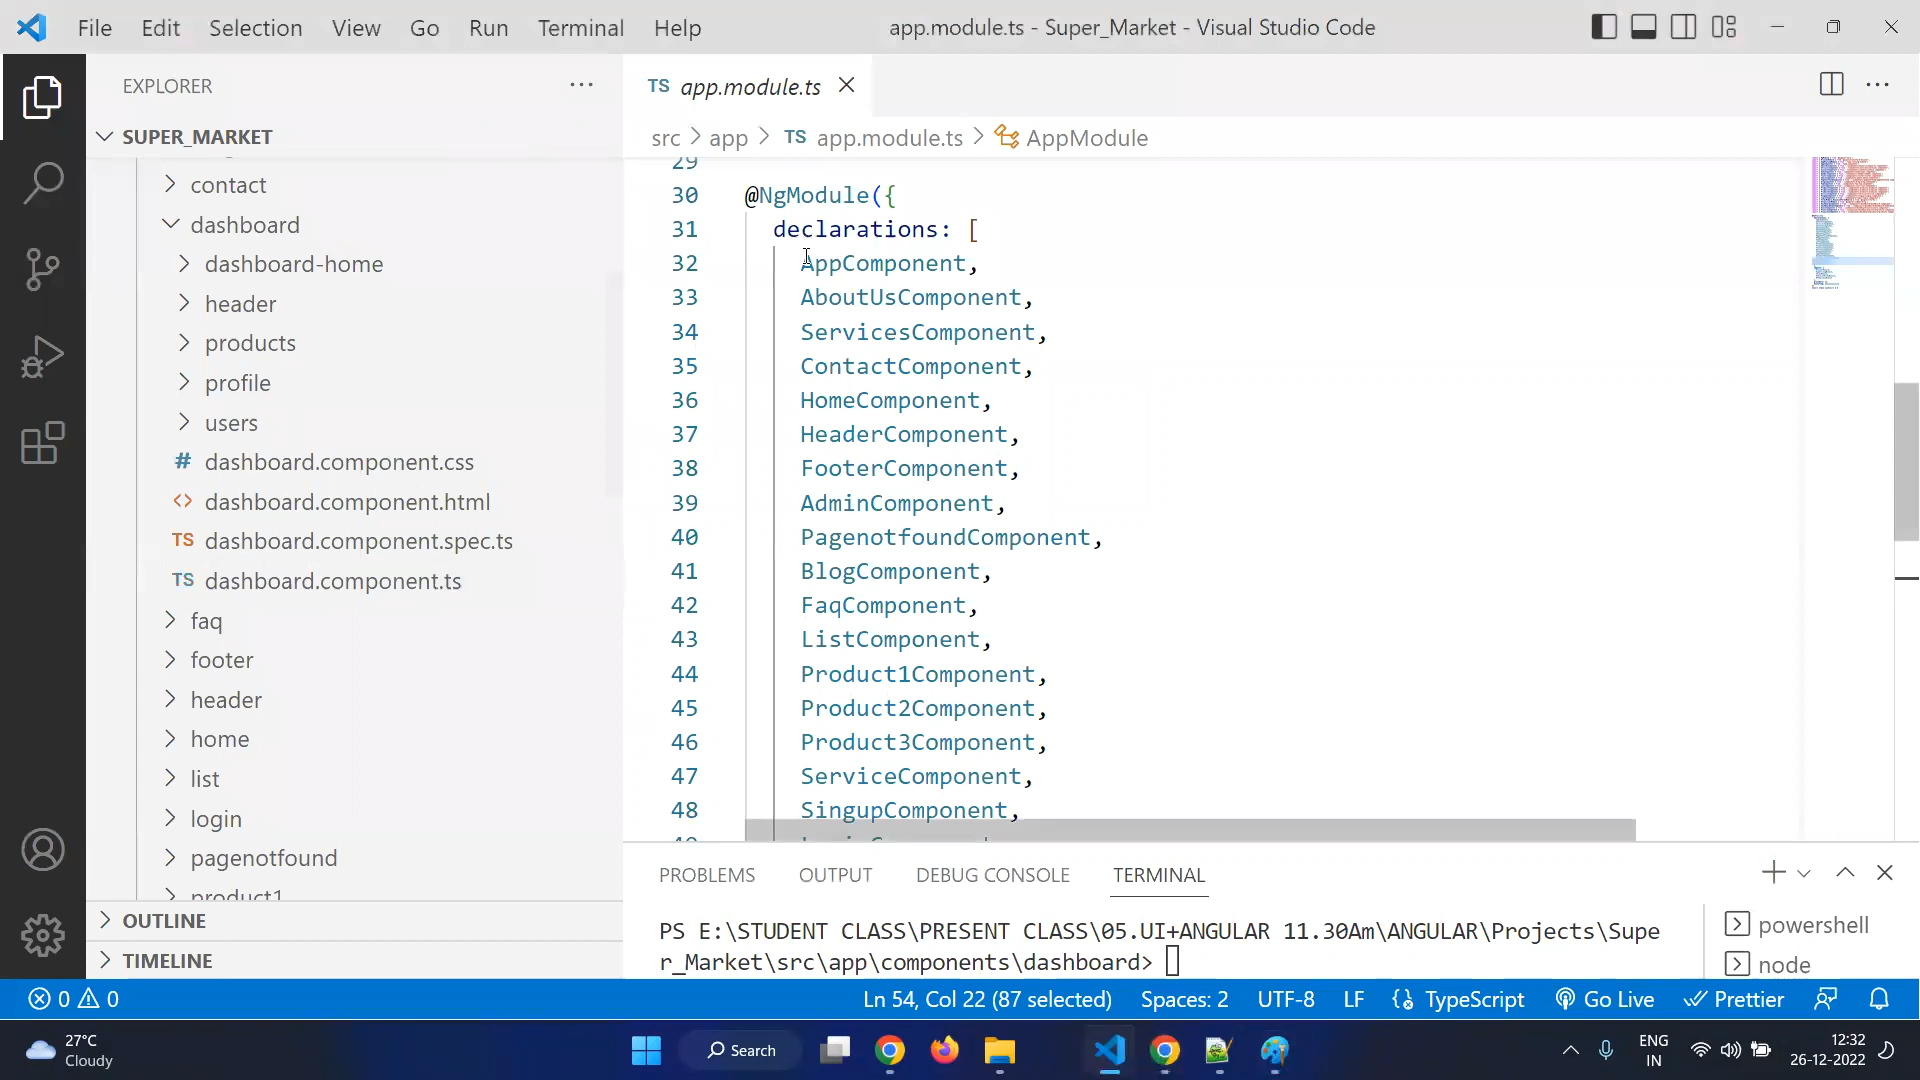 File Edit Selection View Go Run Terminal Help
app.module.ts - Super_Market - Visual Studio Code
EXPLORER
SUPER_MARKET
contact
dashboard
dashboard-home
header
products
profile
users
# dashboard.component.css
<> dashboard.component.html
TS dashboard.component.spec.ts
TS dashboard.component.ts
faq
footer
header
home
list
login
pagenotfound
product1
OUTLINE
TIMELINE
TS app.module.ts
src > app > TS app.module.ts > AppModule
29
30 @NgModule({
31 declarations: [
32 AppComponent,
33 AboutUsComponent,
34 ServicesComponent,
35 ContactComponent,
36 HomeComponent,
37 HeaderComponent,
38 FooterComponent,
39 AdminComponent,
40 PagenotfoundComponent,
41 BlogComponent,
42 FaqComponent,
43 ListComponent,
44 Product1Component,
45 Product2Component,
46 Product3Component,
47 ServiceComponent,
48 SingupComponent,
PROBLEMS OUTPUT DEBUG CONSOLE TERMINAL
PS E:\STUDENT CLASS\PRESENT CLASS\05.UI+ANGULAR 11.30Am\ANGULAR\Projects\Supe
r_Market\src\app\components\dashboard>
powershell
node
0 0
Ln 54, Col 22 (87 selected) Spaces: 2 UTF-8 LF TypeScript Go Live Prettier
27°C
Cloudy
Search
ENG
IN
12:32
26-12-2022